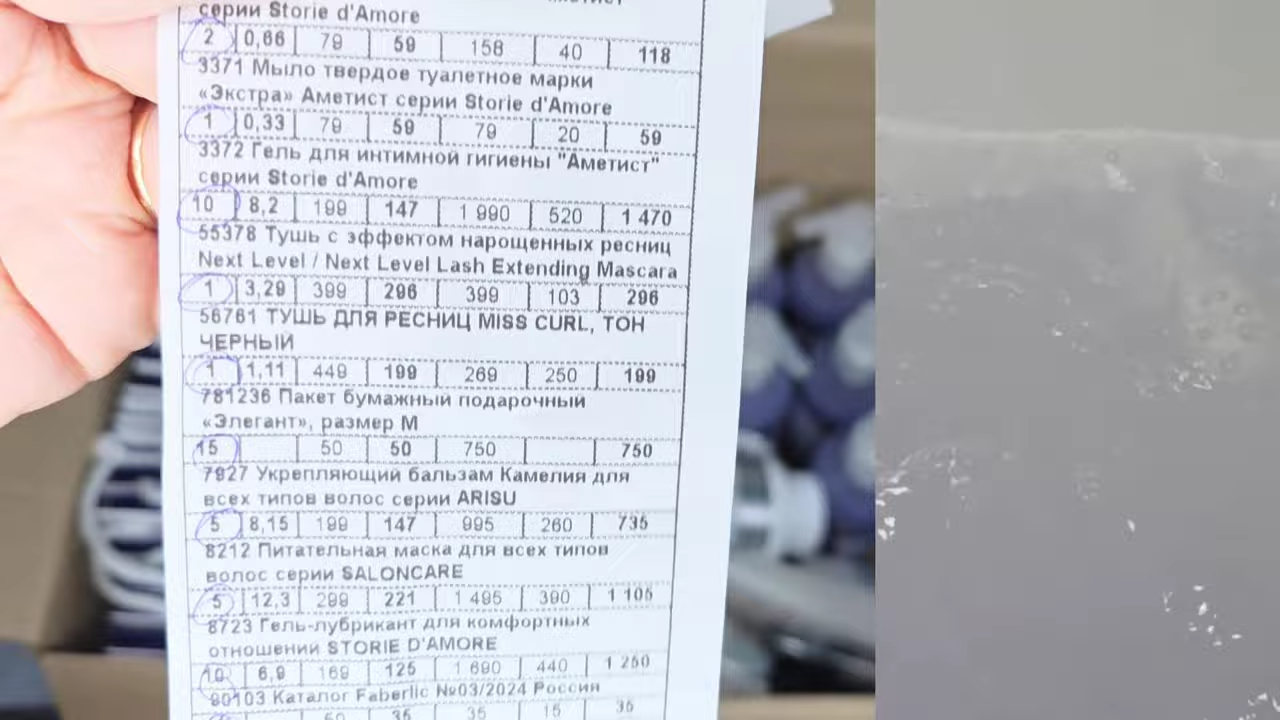 серии Storie d'Amore
2 0,66 79 59 158 40 118
3371 Мыло твердое туалетное марки
«Экстра» Аметист серии Storie d'Amore
1 0,33 79 59 79 20 59
3372 Гель для интимной гигиены "Аметист"
серии Storie d'Amore
10 8,2 199 147 1 990 520 1 470
55378 Тушь с эффектом нарощенных ресниц
Next Level / Next Level Lash Extending Mascara
1 3,29 399 296 399 103 296
56761 ТУШЬ ДЛЯ РЕСНИЦ MISS CURL, ТОН
ЧЕРНЫЙ
1 1,11 449 199 269 250 199
781236 Пакет бумажный подарочный
«Элегант», размер М
15 50 50 750 750
7927 Укрепляющий бальзам Камелия для
всех типов волос серии ARISU
5 8,15 199 147 995 260 735
8212 Питательная маска для всех типов
волос серии SALONCARE
5 12,3 299 221 1 495 390 1 105
8723 Гель-лубрикант для комфортных
отношений STORIE D'AMORE
10 6,9 169 125 1 690 440 1 250
90103 Каталог Faberlic №03/2024 Россия
50 35 35 15 35